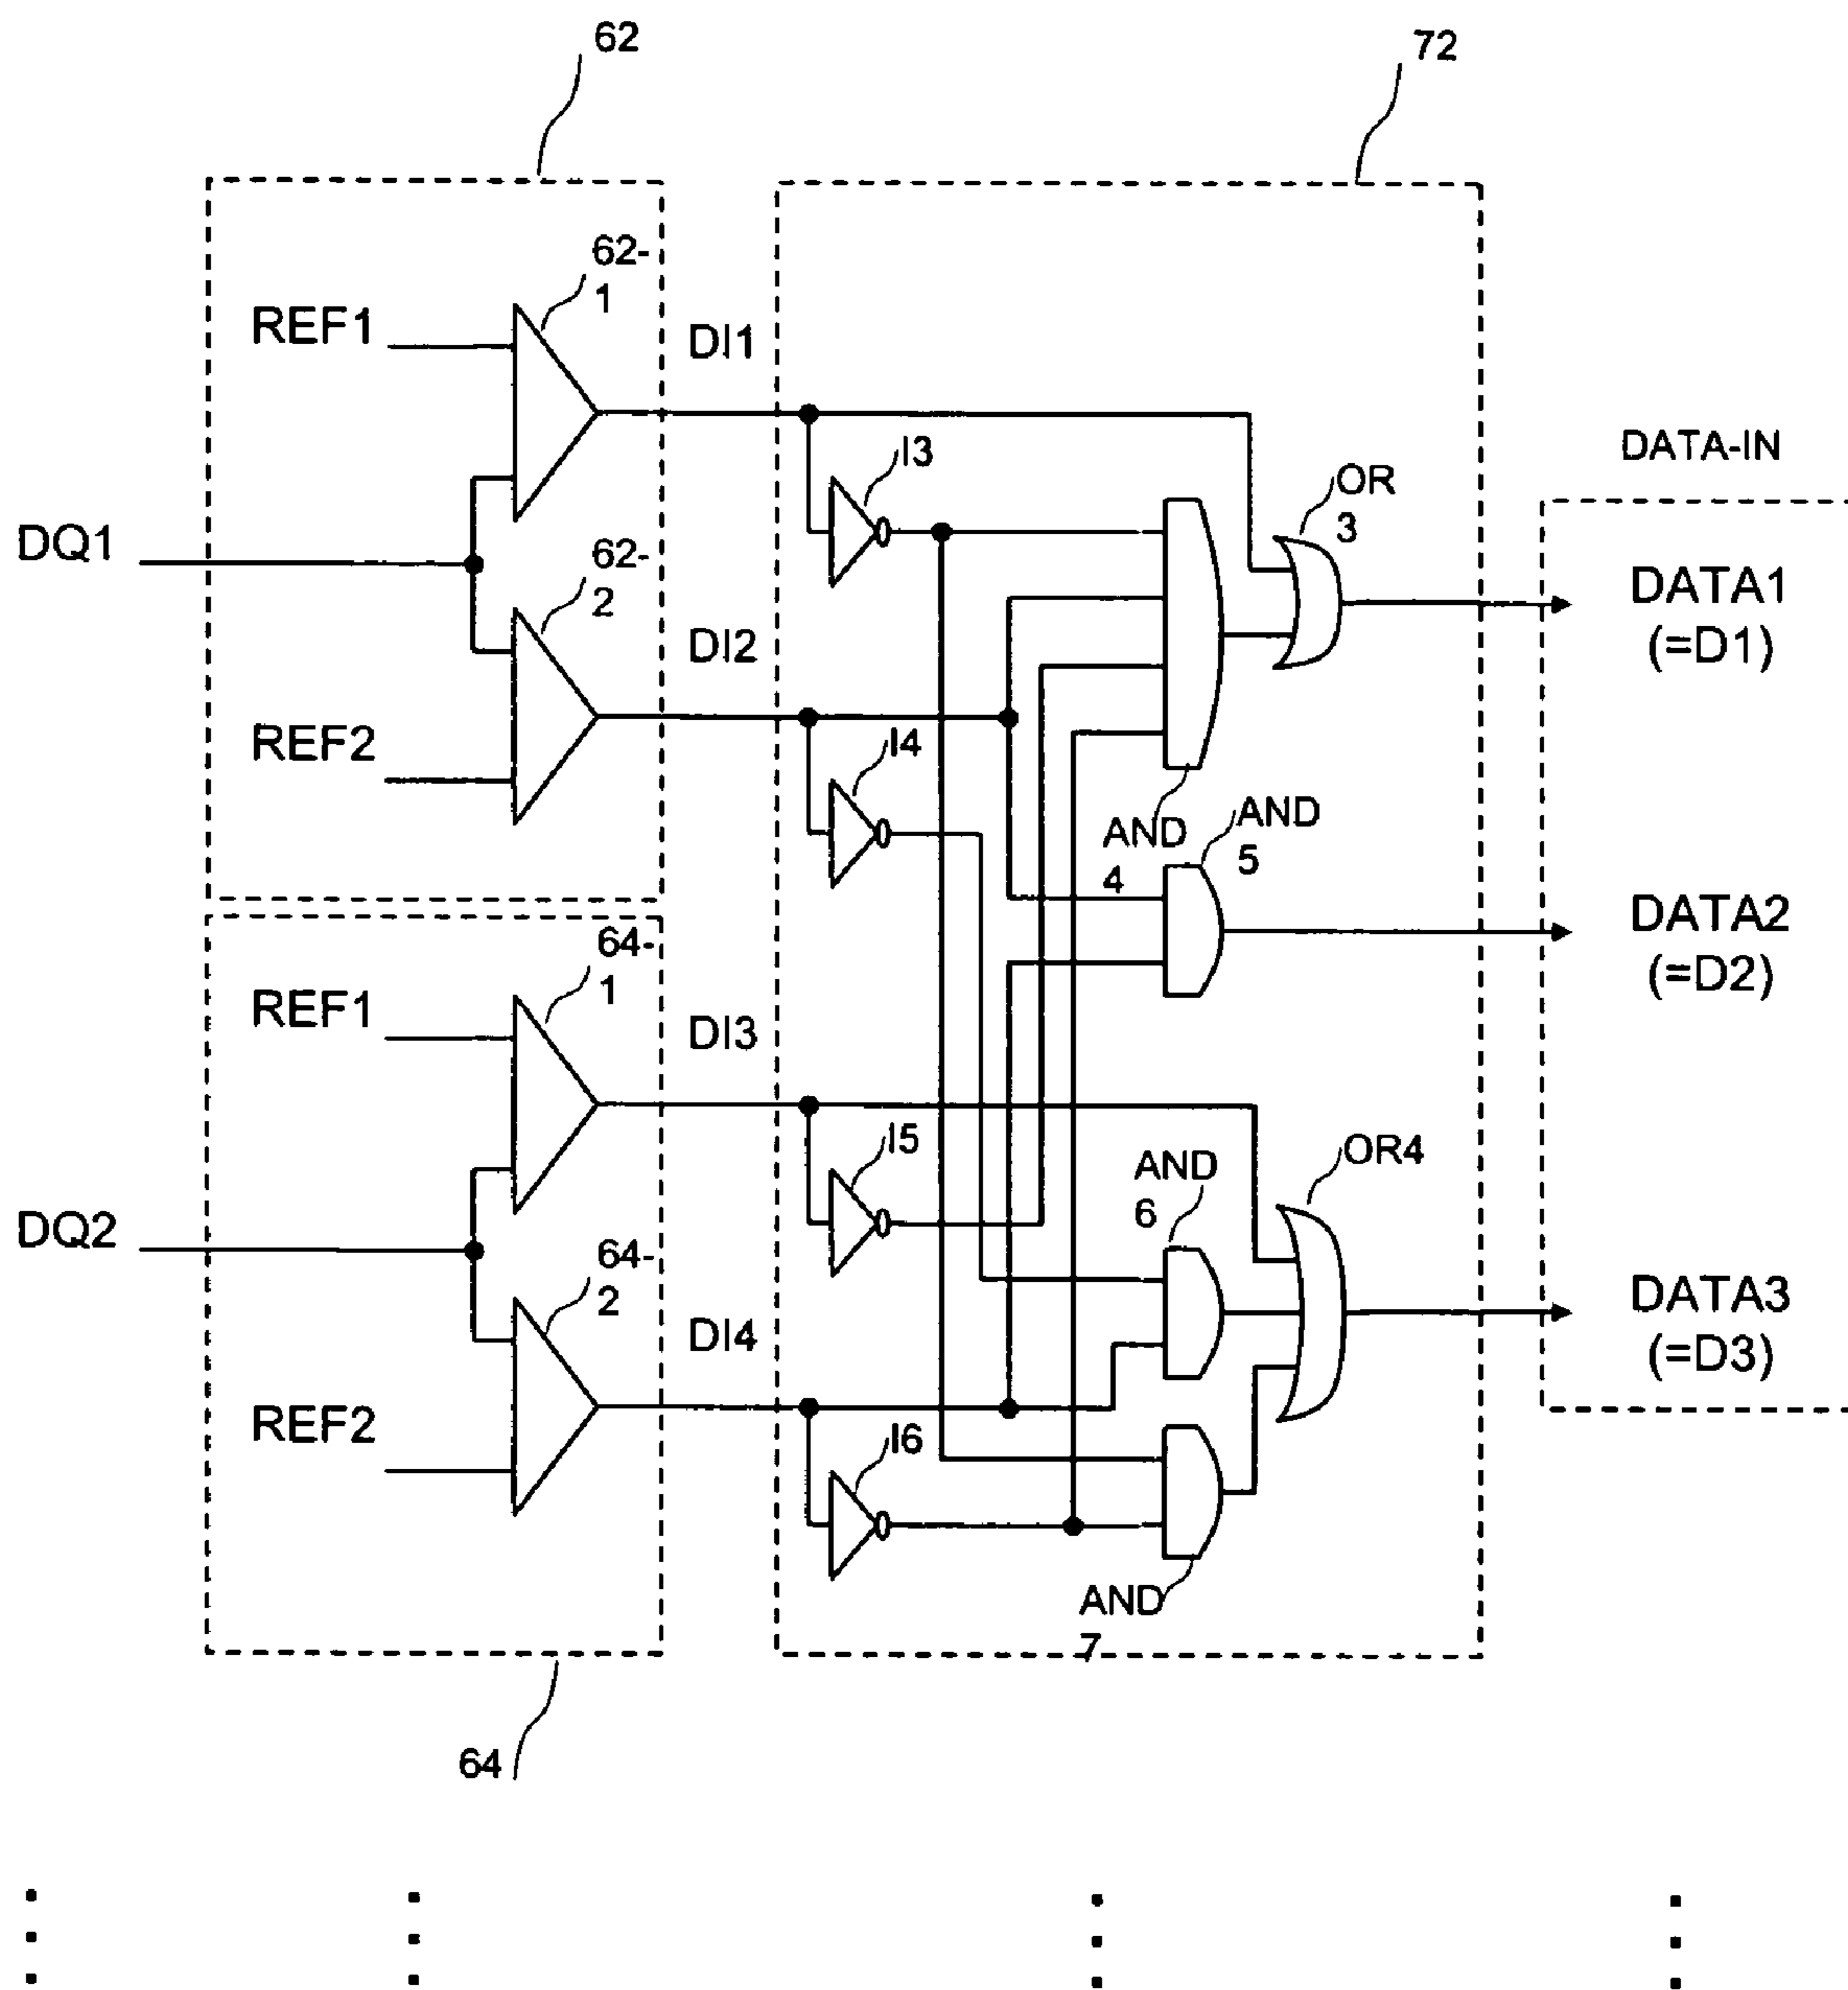 62
72
62-
1
REF1
DI1
I3
DATA-IN
OR
3
DQ1
62-
2
DATA1
(=D1)
DI2
REF2
I4
AND
4
AND
5
DATA2
(=D2)
64-
1
REF1
DI3
I5
AND
6
OR4
DQ2
64-
2
DATA3
(=D3)
DI4
REF2
I6
AND
7
64